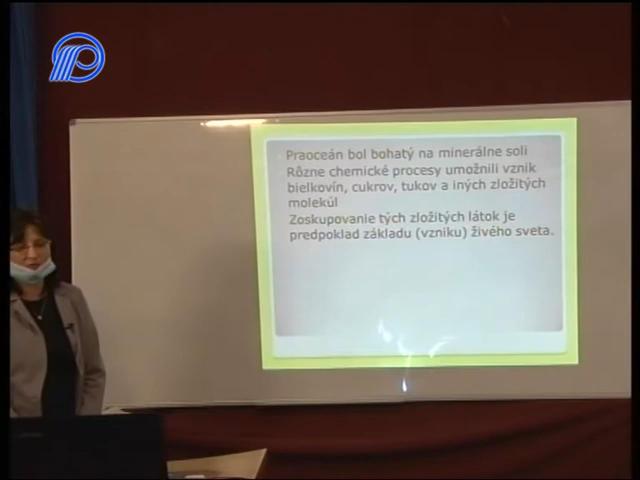 Praoceán bol bohatý na minerálne soli
Rôzne chemické procesy umožnili vznik
bielkovín, cukrov, tukov a iných zložitých
molekúl
Zoskupovanie tých zložitých látok je
predpoklad základu (vzniku) živého sveta.